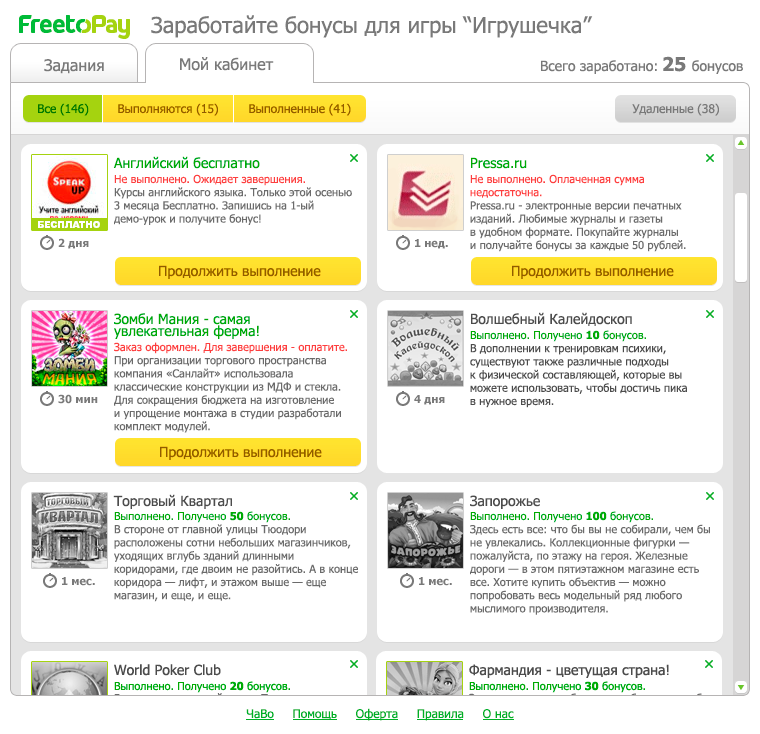 FreetoPay
Заработайте бонусы для игры “Игрушечка”
Задания
Мой кабинет
Всего заработано: 25 бонусов
Все (146)
Выполняются (15)
Выполненные (41)
Удаленные (38)
SPEAK
UP
Учите английский
БЕСПЛАТНО
2 дня
Английский бесплатно
Не выполнено. Ожидает завершения.
Курсы английского языка. Только этой осенью
3 месяца Бесплатно. Запишись на 1-ый
демо-урок и получите бонус!
Продолжить выполнение
1 нед.
Pressa.ru
Не выполнено. Оплаченная сумма
недостаточна.
Pressa.ru - электронные версии печатных
изданий. Любимые журналы и газеты
в удобном формате. Покупайте журналы
и получайте бонусы за каждые 50 рублей.
Продолжить выполнение
ЗОМБИ
МАНИЯ
30 мин
Зомби Мания - самая
увлекательная ферма!
Заказ оформлен. Для завершения - оплатите.
При организации торгового пространства
компания «Санлайт» использовала
классические конструкции из МДФ и стекла.
Для сокращения бюджета на изготовление
и упрощение монтажа в студии разработали
комплект модулей.
Продолжить выполнение
Волшебный
Калейдоскоп
4 дня
Волшебный Калейдоскоп
Выполнено. Получено 10 бонусов.
В дополнении к тренировкам психики,
существуют также различные подходы
к физической составляющей, которые вы
можете использовать, чтобы достичь пика
в нужное время.
ТОРГОВЫЙ
КВАРТАЛ
1 мес.
Торговый Квартал
Выполнено. Получено 50 бонусов.
В стороне от главной улицы Тюодори
расположены сотни небольших магазинчиков,
уходящих вглубь зданий длинными
коридорами, где двоим не разойтись. А в конце
коридора — лифт, и этажом выше — еще
магазин, и еще, и еще.
ЗАПОРОЖЬЕ
1 мес.
Запорожье
Выполнено. Получено 100 бонусов.
Здесь есть все: что бы вы не собирали, чем бы
не увлекались. Коллекционные фигурки —
пожалуйста, по этажу на героя. Железные
дороги — в этом пятиэтажном магазине есть
все. Хотите купить объектив — можно
попробовать весь модельный ряд любого
мыслимого производителя.
World Poker Club
Выполнено. Получено 20 бонусов.
Фармандия - цветущая страна!
Выполнено. Получено 30 бонусов.
ЧаВо
Помощь
Оферта
Правила
О нас